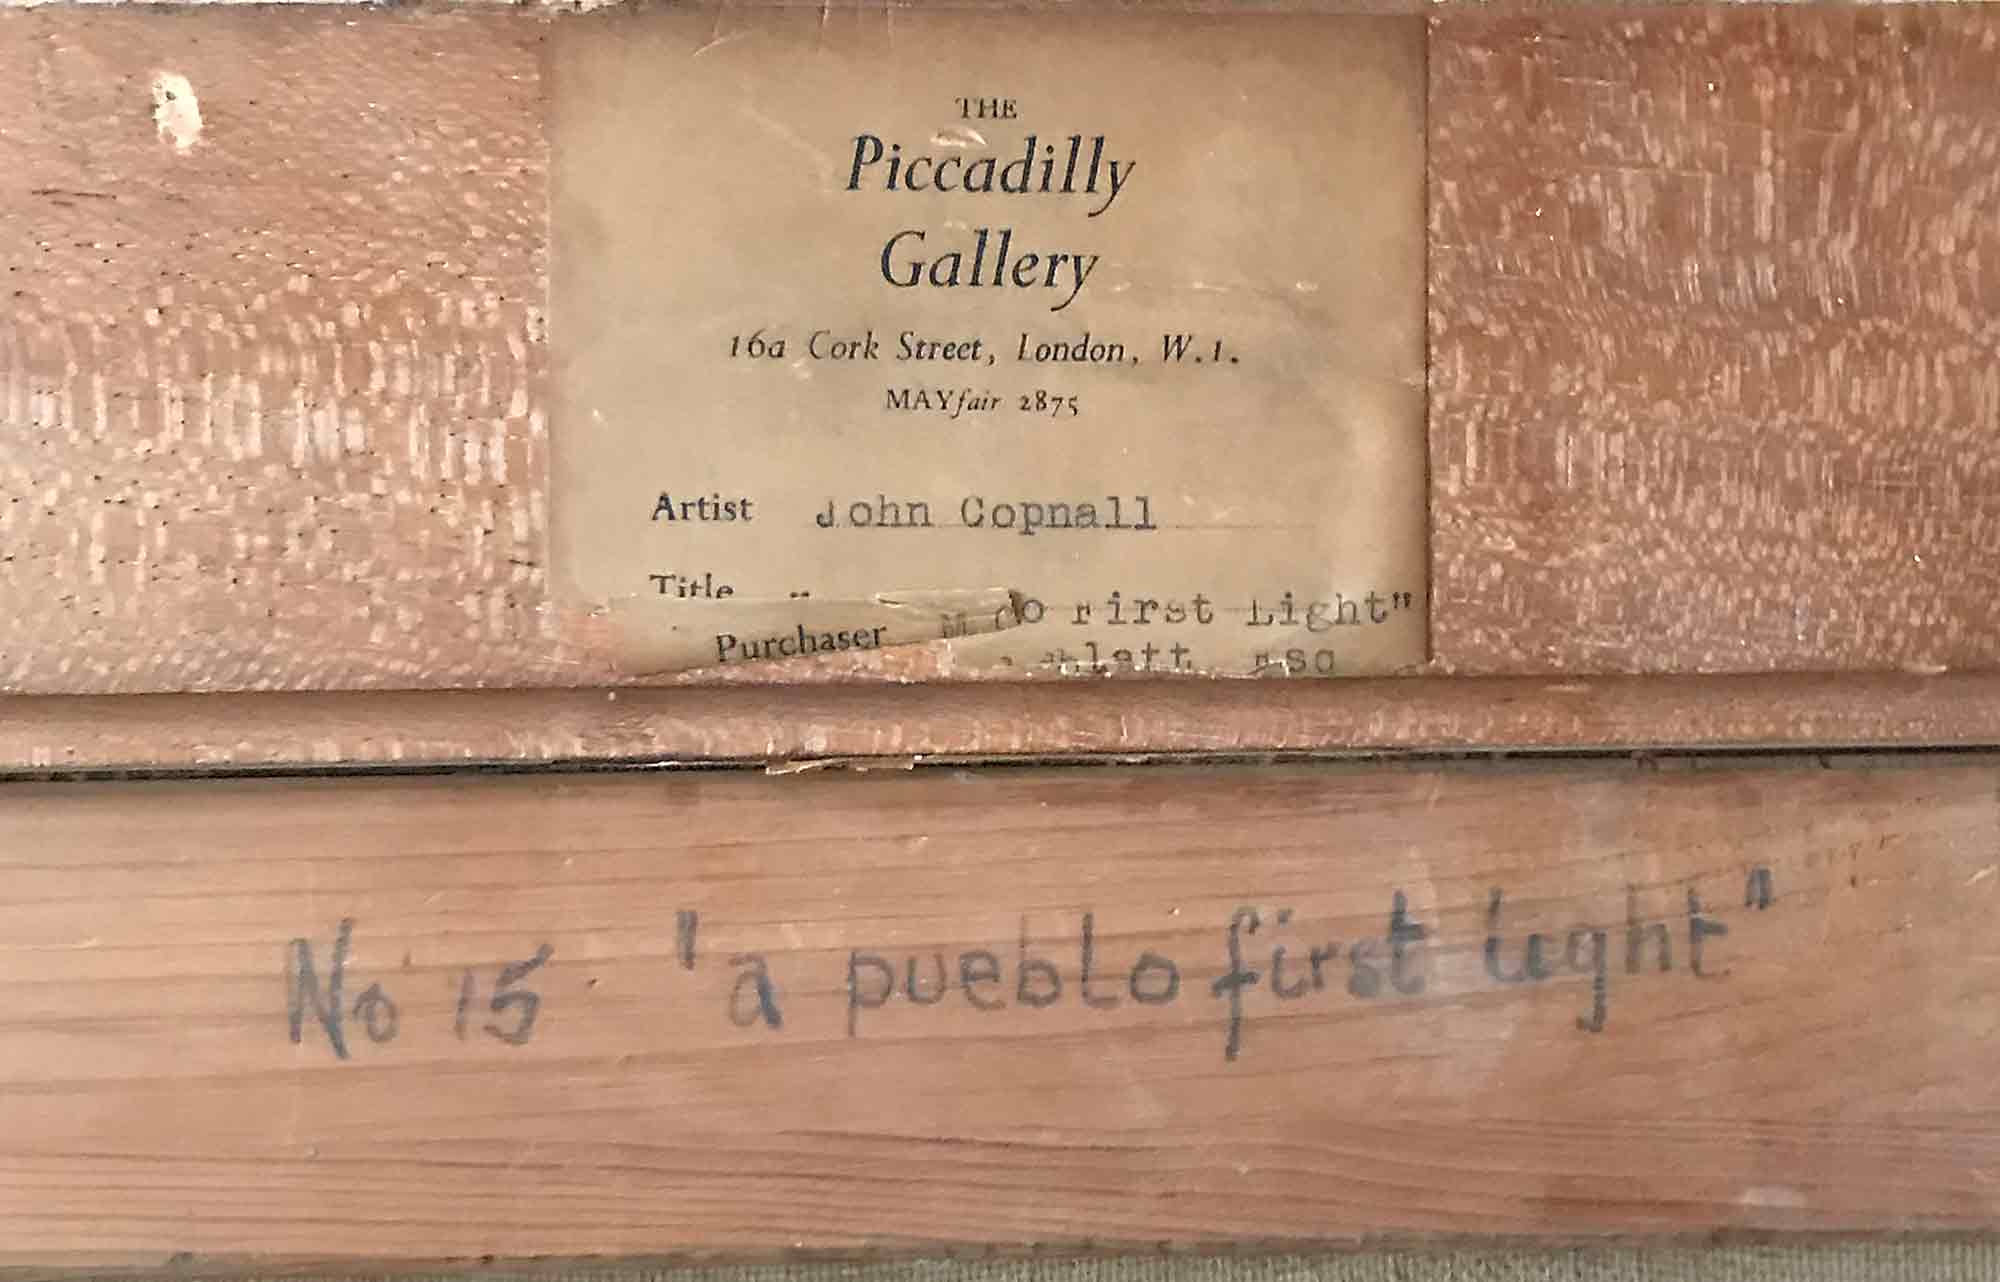 THE
Piccadilly
Gallery
16a Cork Street, London, W.1.
MAYfair 2875
Artist John Copnall
Title " First Light"
Purchaser
No 15 "a pueblo first light"